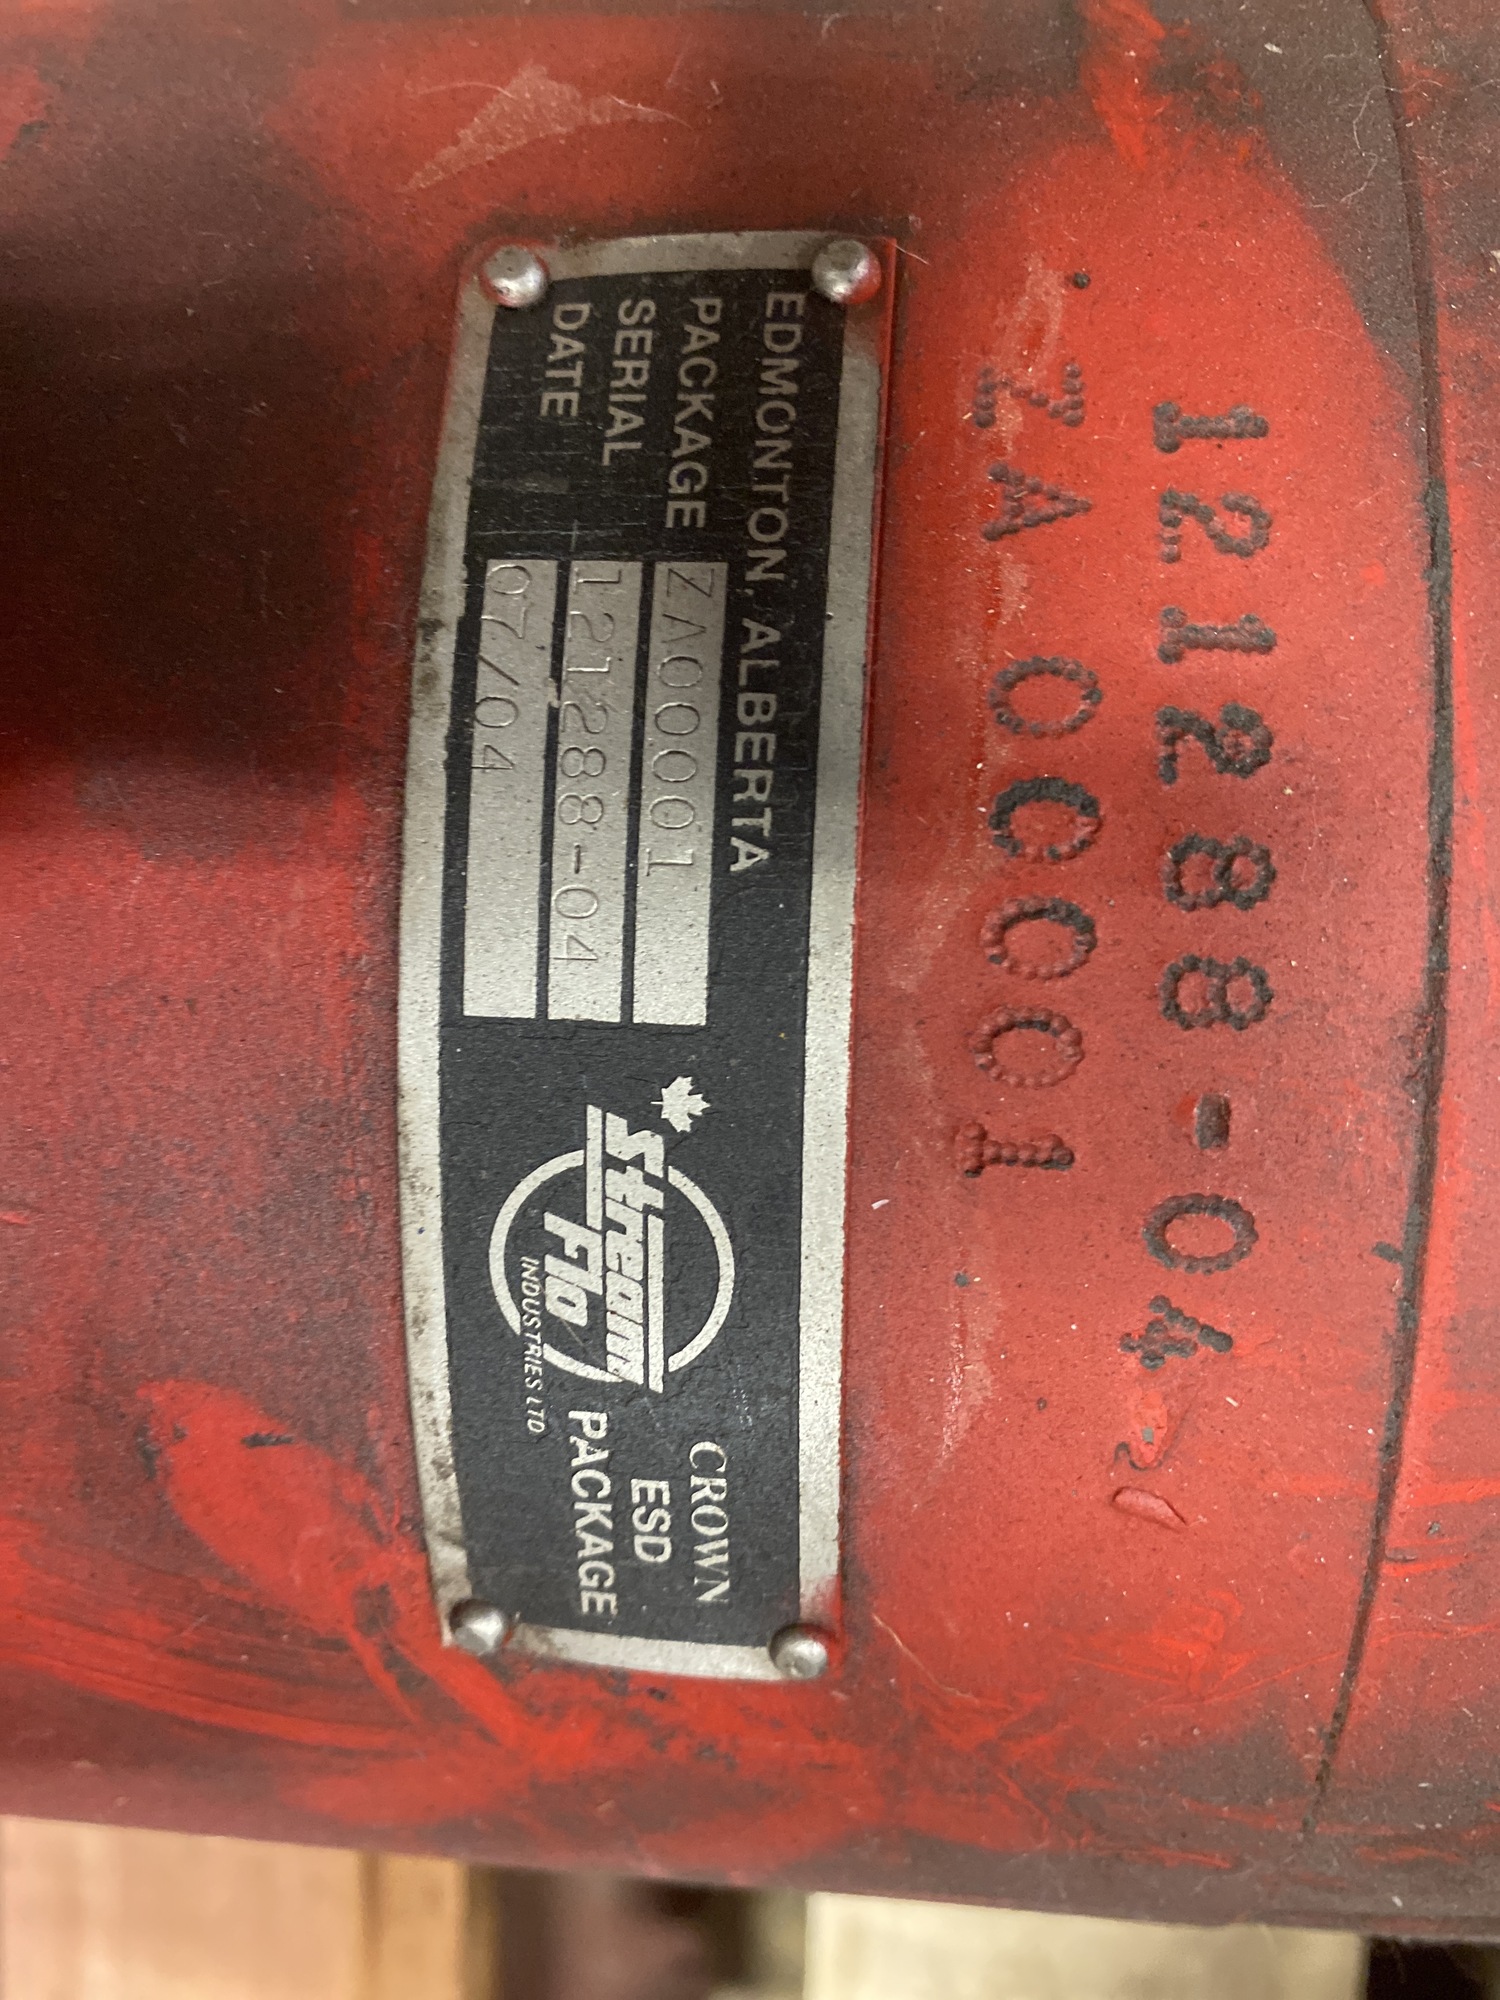 121288-04
ZA00001
EDMONTON, ALBERTA
PACKAGE ZA00001
SERIAL 121288-04
DATE 07/04
Stream
Flo
INDUSTRIES LTD
CROWN
ESD
PACKAGE